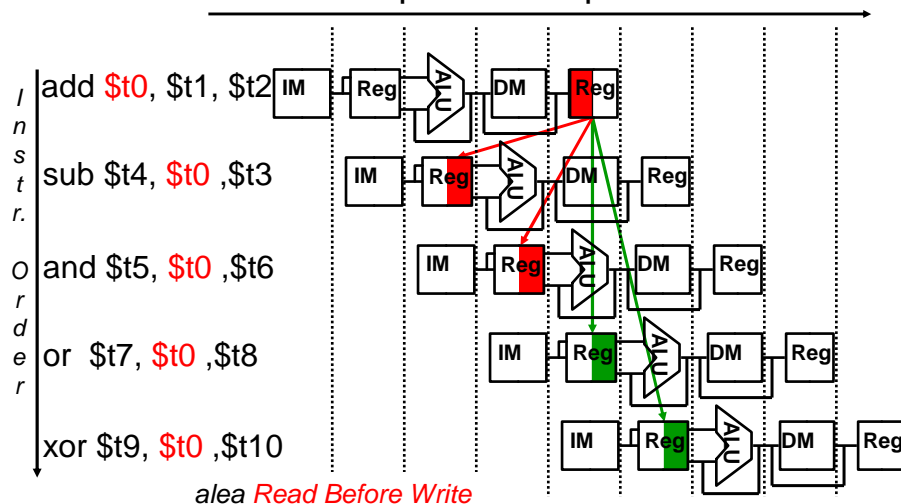 Instr. Order
add $t0, $t1, $t2 IM Reg ALU DM Reg
sub $t4, $t0 ,$t3 IM Reg ALU DM Reg
and $t5, $t0 ,$t6 IM Reg ALU DM Reg
or $t7, $t0 ,$t8 IM Reg ALU DM Reg
xor $t9, $t0 ,$t10 IM Reg ALU DM Reg
alea Read Before Write